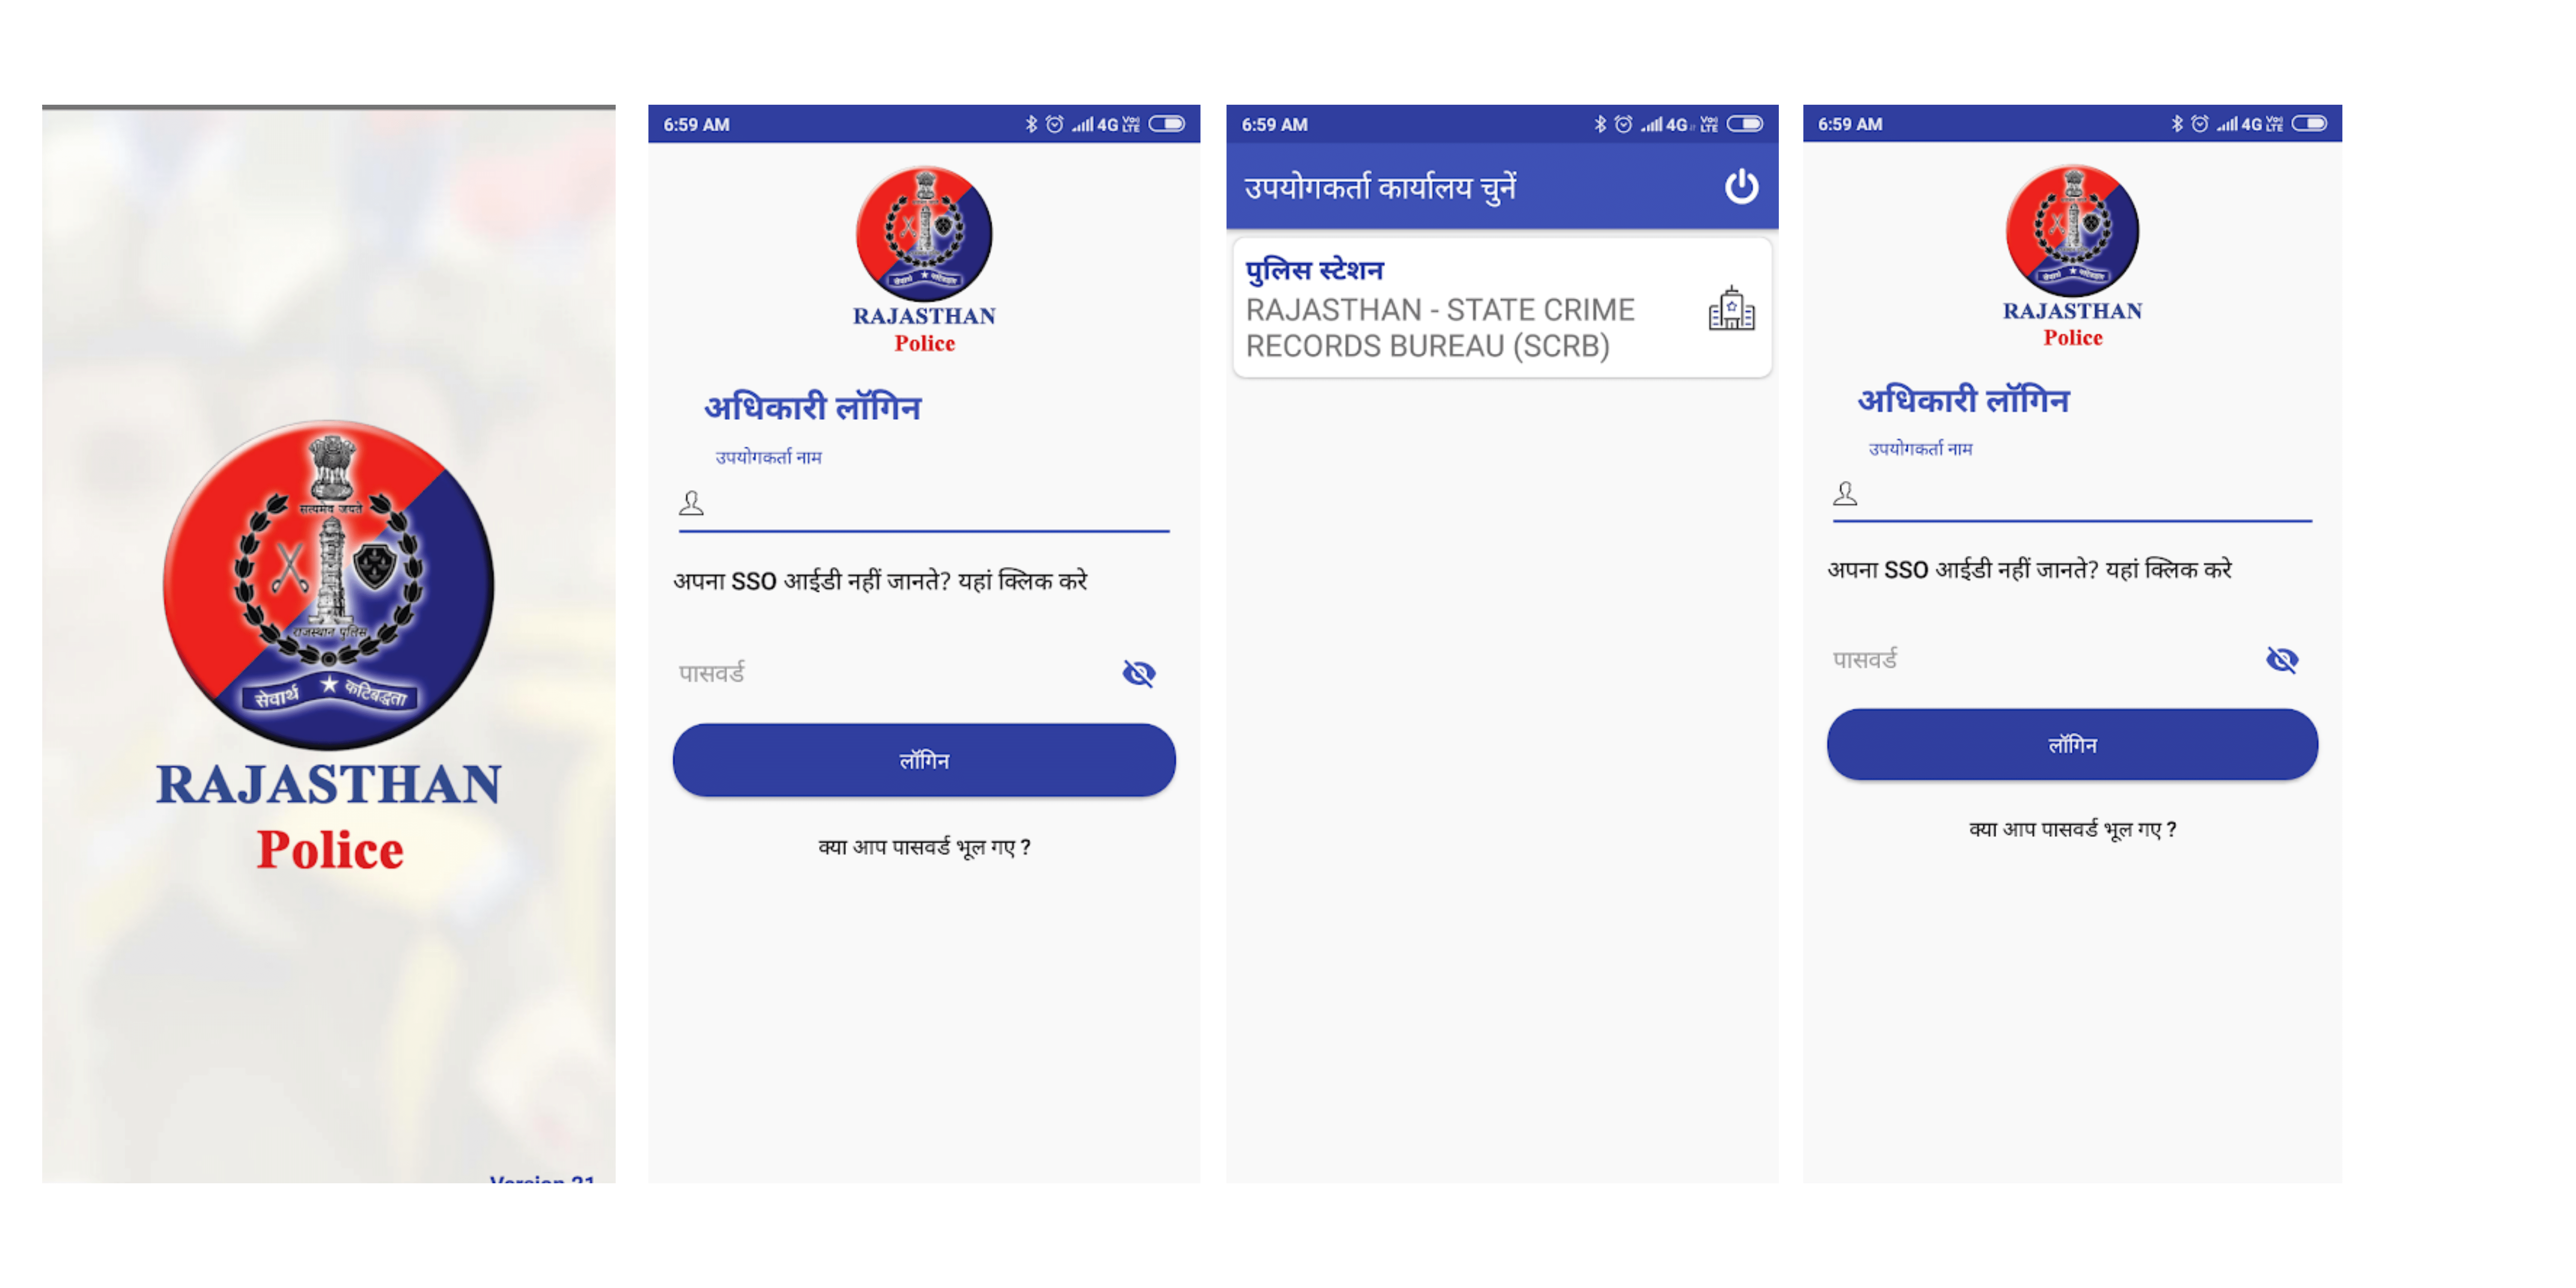 सत्यमेव जयते
राजस्थान पुलिस
सेवार्थ ★ कटिबद्धता
RAJASTHAN
Police
Version 21
6:59 AM
4G VoLTE
RAJASTHAN
Police
अधिकारी लॉगिन
उपयोगकर्ता नाम
अपना SSO आईडी नहीं जानते? यहां क्लिक करे
पासवर्ड
लॉगिन
क्या आप पासवर्ड भूल गए ?
6:59 AM
4G VoLTE
उपयोगकर्ता कार्यालय चुनें
पुलिस स्टेशन
RAJASTHAN - STATE CRIME
RECORDS BUREAU (SCRB)
6:59 AM
4G VoLTE
RAJASTHAN
Police
अधिकारी लॉगिन
उपयोगकर्ता नाम
अपना SSO आईडी नहीं जानते? यहां क्लिक करे
पासवर्ड
लॉगिन
क्या आप पासवर्ड भूल गए ?